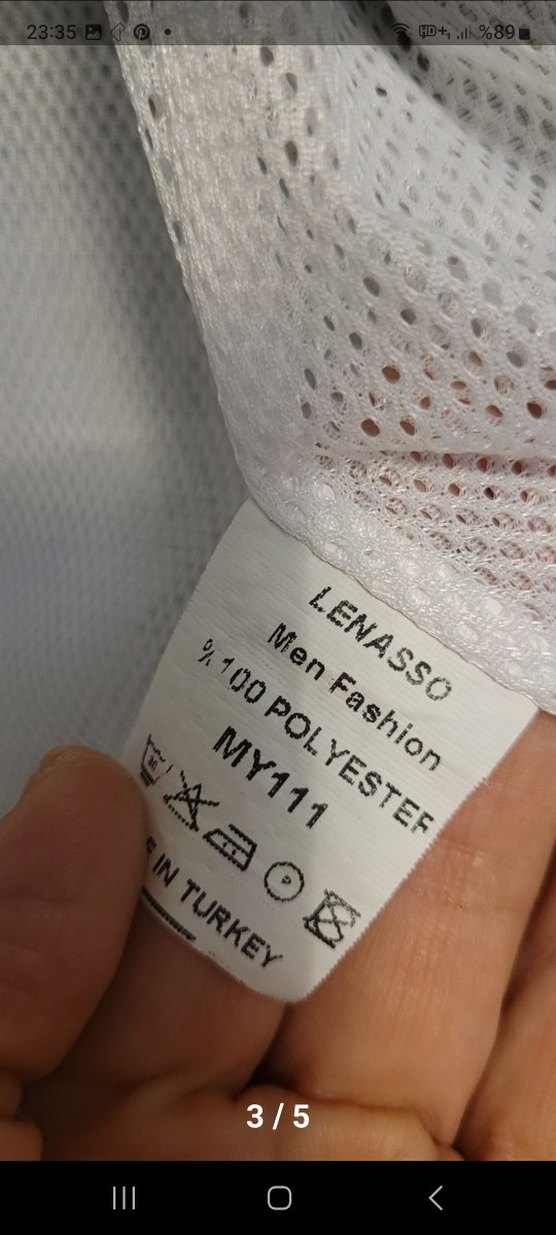 23:35
%89
LENASSO
Men Fashion
% 100 POLYESTER
MY111
P
IN TURKEY
3 / 5